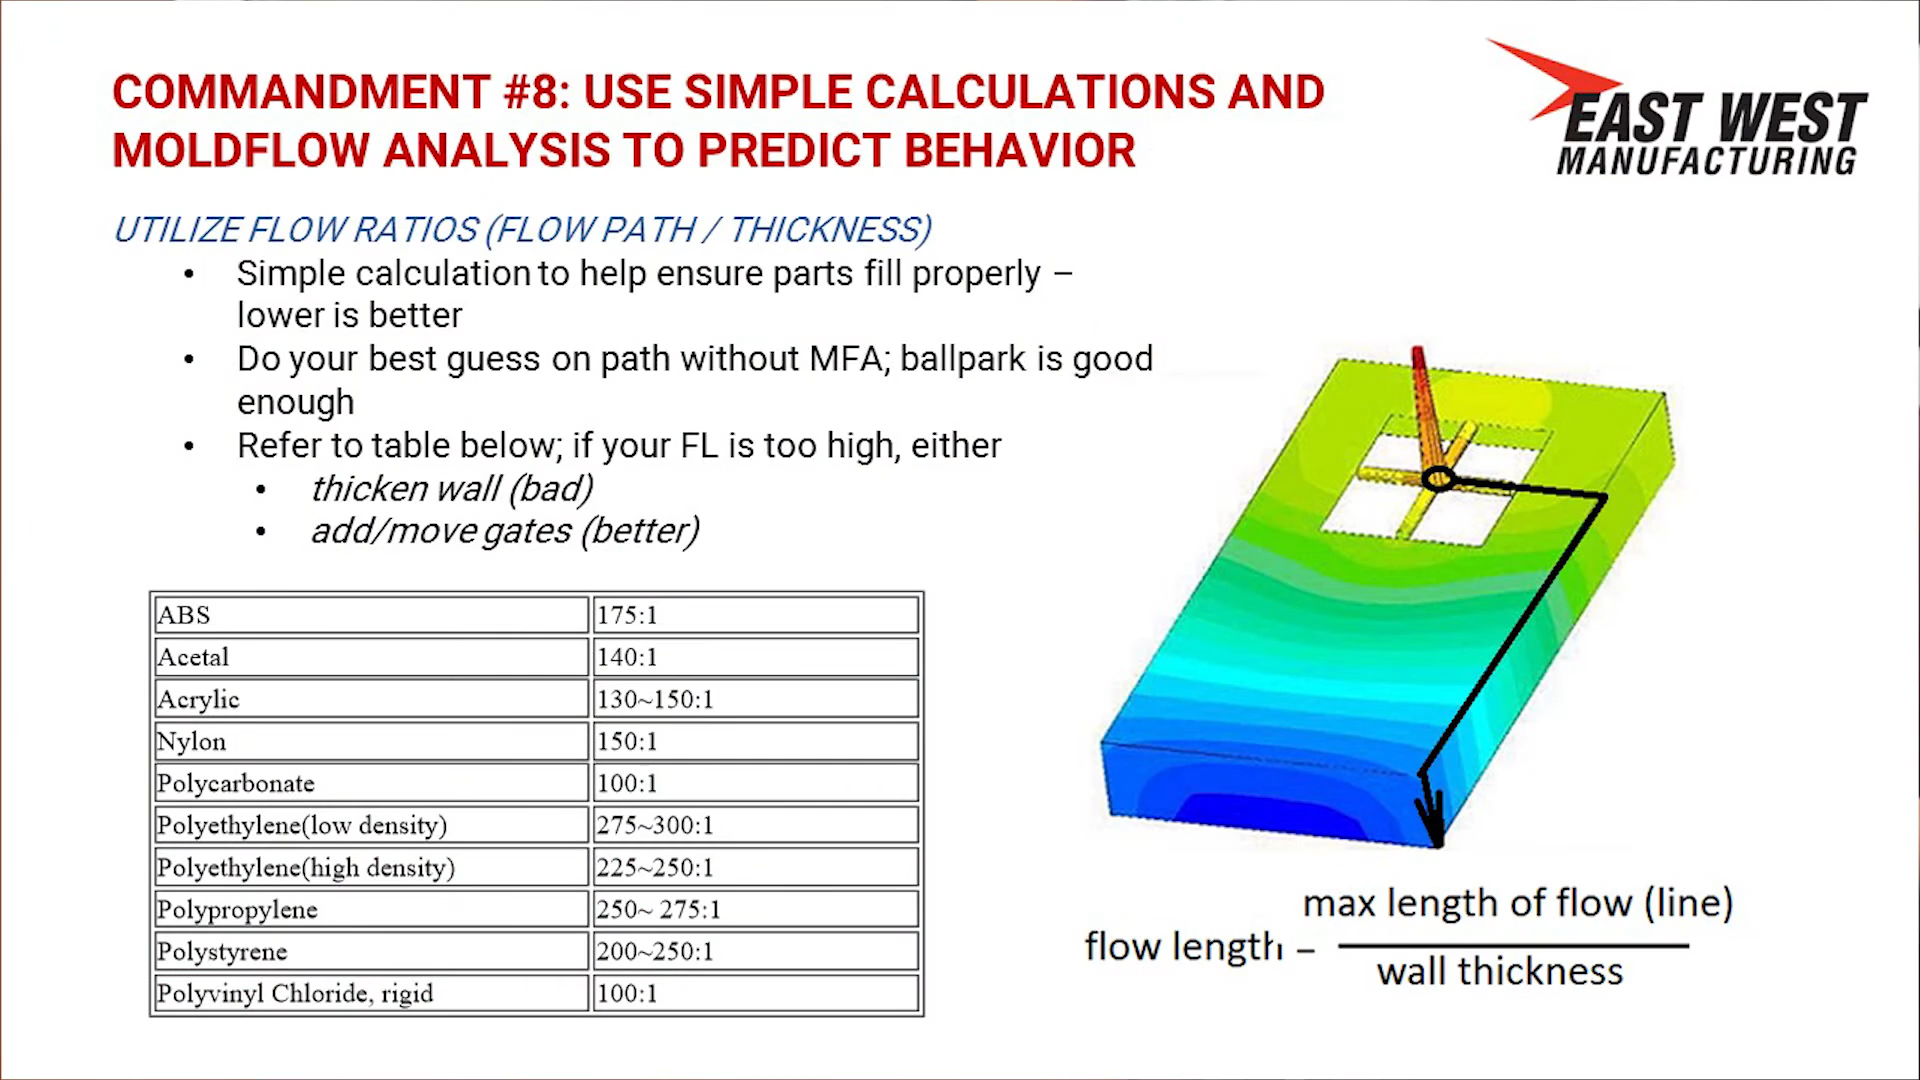 COMMANDMENT #8: USE SIMPLE CALCULATIONS AND
MOLDFLOW ANALYSIS TO PREDICT BEHAVIOR
EAST WEST
MANUFACTURING
UTILIZE FLOW RATIOS (FLOW PATH / THICKNESS)
• Simple calculation to help ensure parts fill properly –
lower is better
• Do your best guess on path without MFA; ballpark is good
enough
• Refer to table below; if your FL is too high, either
• thicken wall (bad)
• add/move gates (better)
ABS 175:1
Acetal 140:1
Acrylic 130~150:1
Nylon 150:1
Polycarbonate 100:1
Polyethylene(low density) 275~300:1
Polyethylene(high density) 225~250:1
Polypropylene 250~ 275:1
Polystyrene 200~250:1
Polyvinyl Chloride, rigid 100:1
max length of flow (line)
flow length –
wall thickness